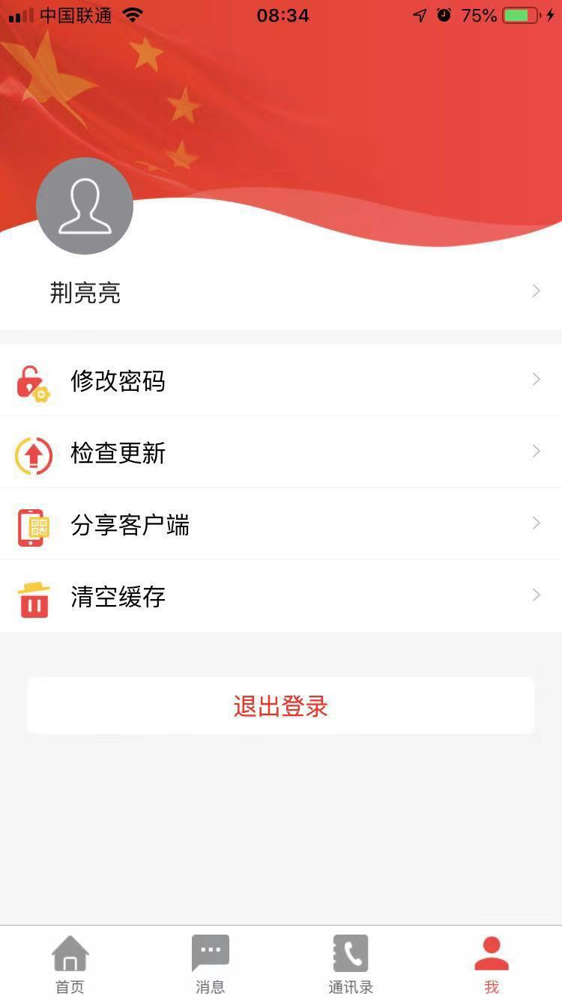 中国联通 08:34 75%
荆亮亮
修改密码
检查更新
分享客户端
清空缓存
退出登录
首页 消息 通讯录 我